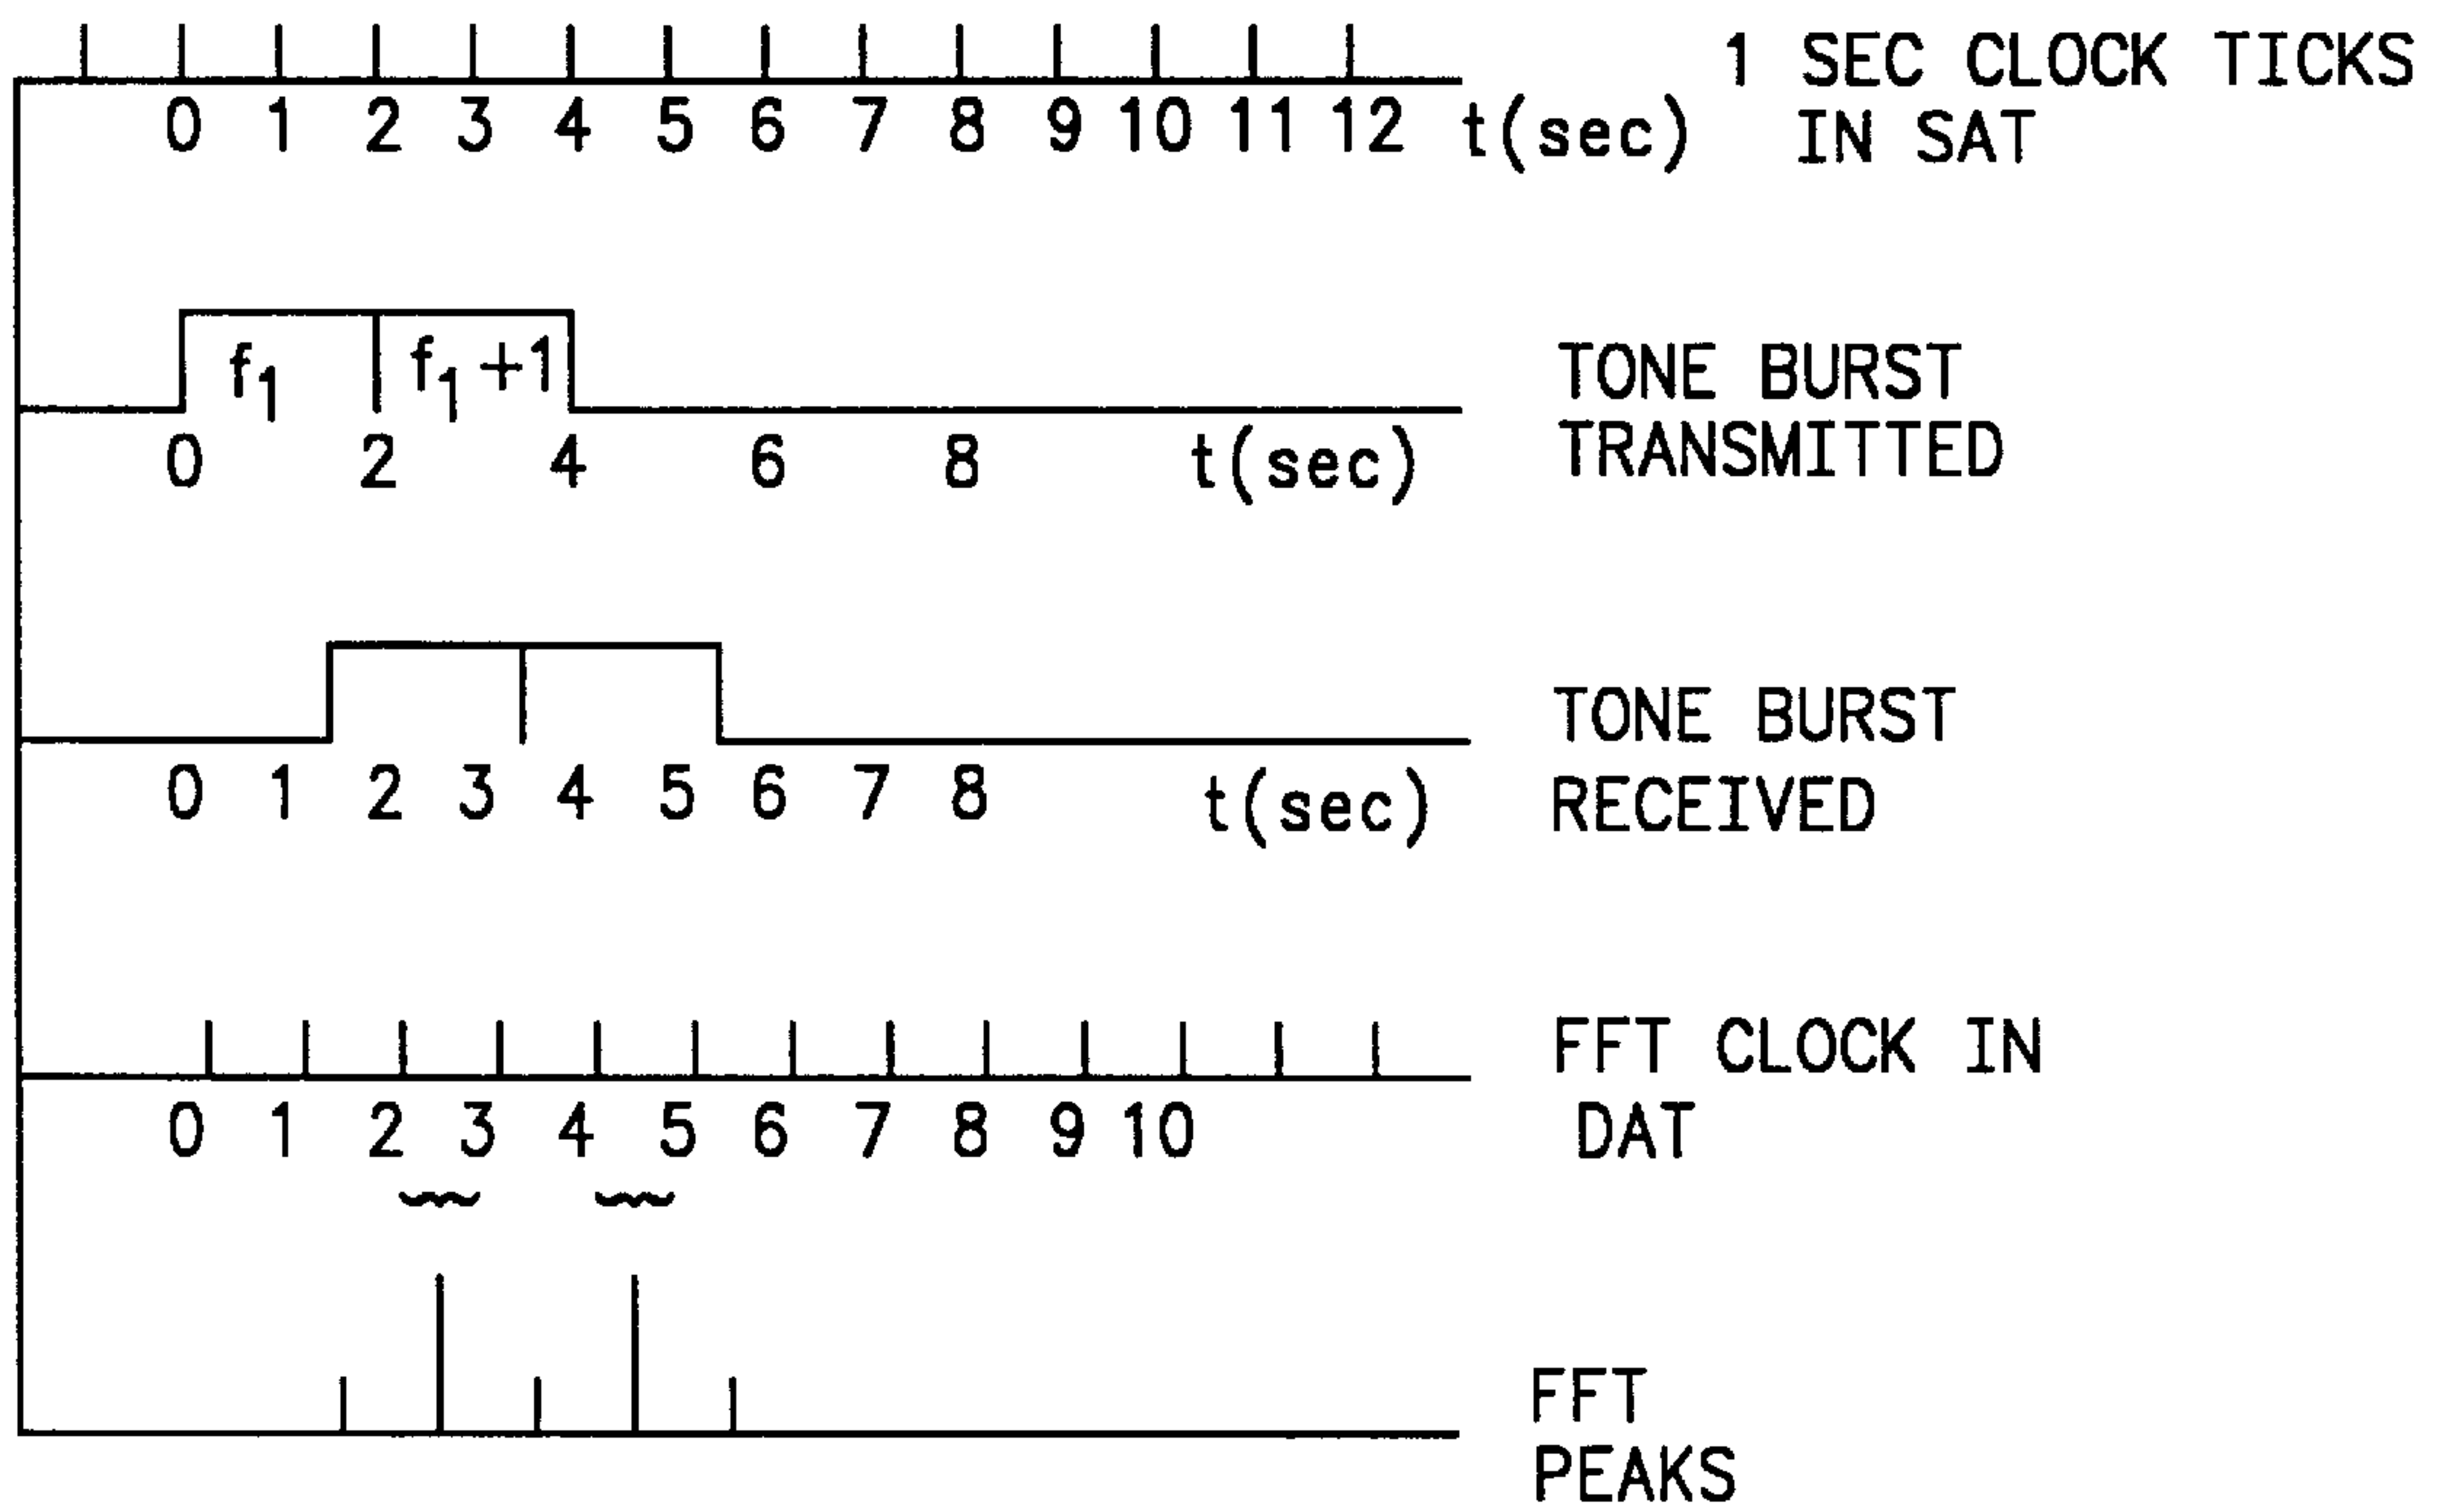 1 SEC CLOCK TICKS
0 1 2 3 4 5 6 7 8 9 10 11 12 t(sec) IN SAT
f1 f1+1
TONE BURST
0 2 4 6 8 t(sec) TRANSMITTED
TONE BURST
0 1 2 3 4 5 6 7 8 t(sec) RECEIVED
FFT CLOCK IN
0 1 2 3 4 5 6 7 8 9 10 DAT
FFT
PEAKS